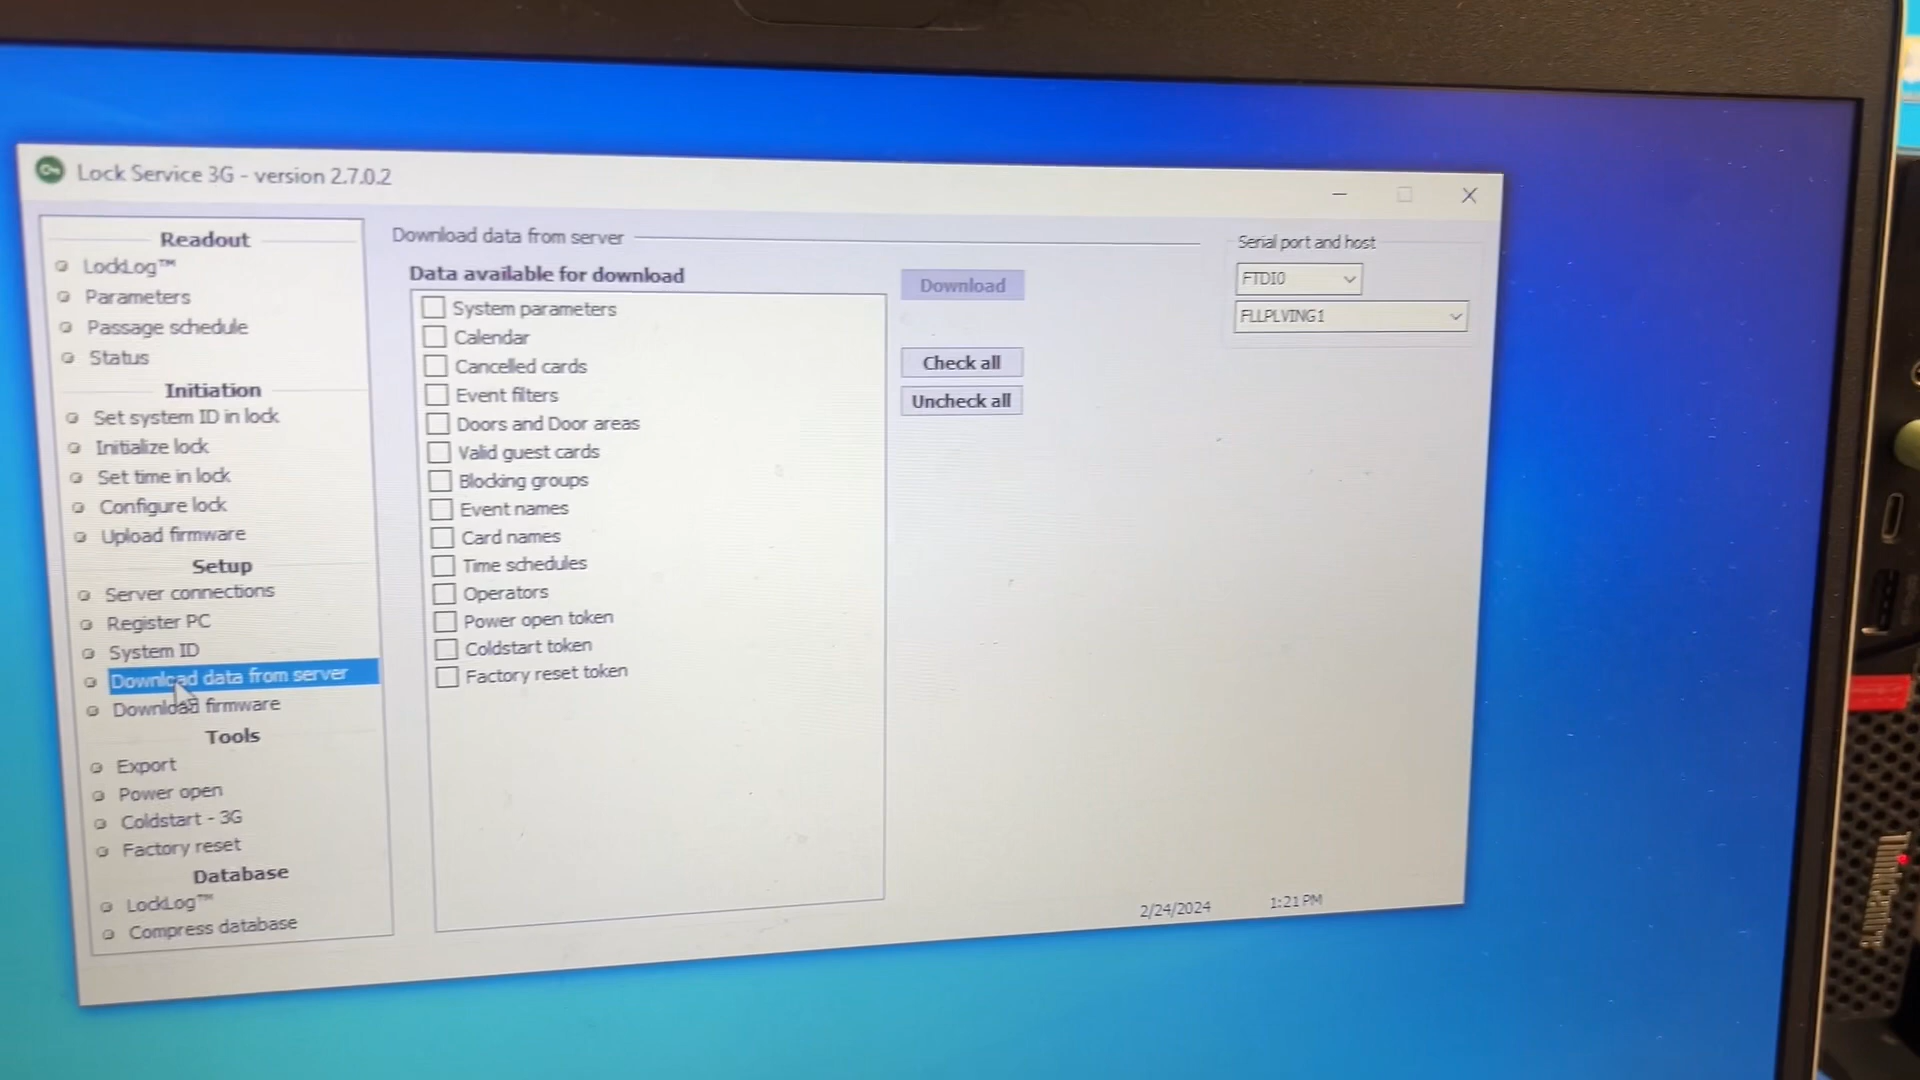 Lock Service 3G - version 2.7.0.2
Readout
LockLog™
Parameters
Passage schedule
Status
Initiation
Set system ID in lock
Initialize lock
Set time in lock
Configure lock
Upload firmware
Setup
Server connections
Register PC
System ID
Download data from server
Download firmware
Tools
Export
Power open
Coldstart - 3G
Factory reset
Database
LockLog™
Compress database
Download data from server
Data available for download
System parameters
Calendar
Cancelled cards
Event filters
Doors and Door areas
Valid guest cards
Blocking groups
Event names
Card names
Time schedules
Operators
Power open token
Coldstart token
Factory reset token
Download
Check all
Uncheck all
Serial port and host
FTDI0
FLLPLVING1
2/24/2024 1:21 PM
ThinkCentre